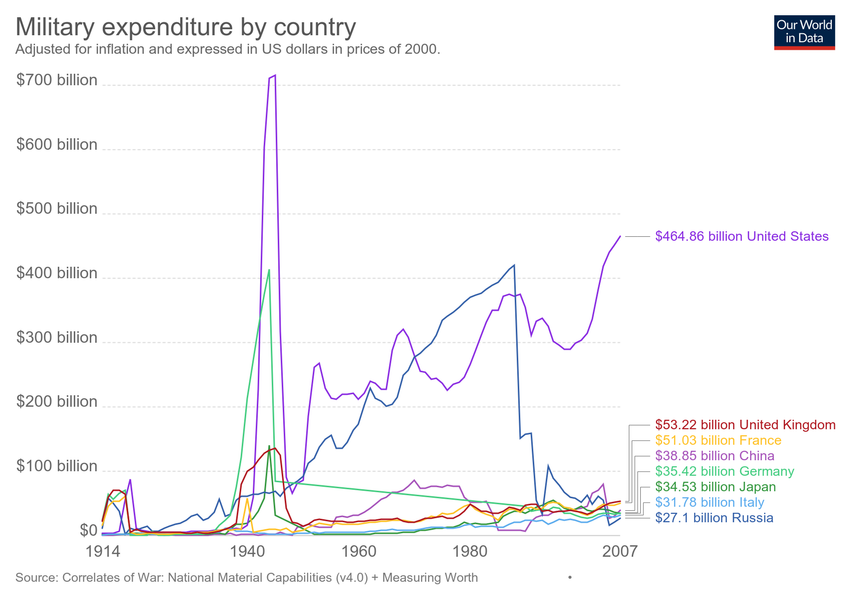 Military expenditure by country
Adjusted for inflation and expressed in US dollars in prices of 2000.
Our World
in Data
$700 billion
$600 billion
$500 billion
$400 billion
$300 billion
$200 billion
$100 billion
$0
1914
1940
1960
1980
2007
$464.86 billion United States
$53.22 billion United Kingdom
$51.03 billion France
$38.85 billion China
$35.42 billion Germany
$34.53 billion Japan
$31.78 billion Italy
$27.1 billion Russia
Source: Correlates of War: National Material Capabilities (v4.0) + Measuring Worth •